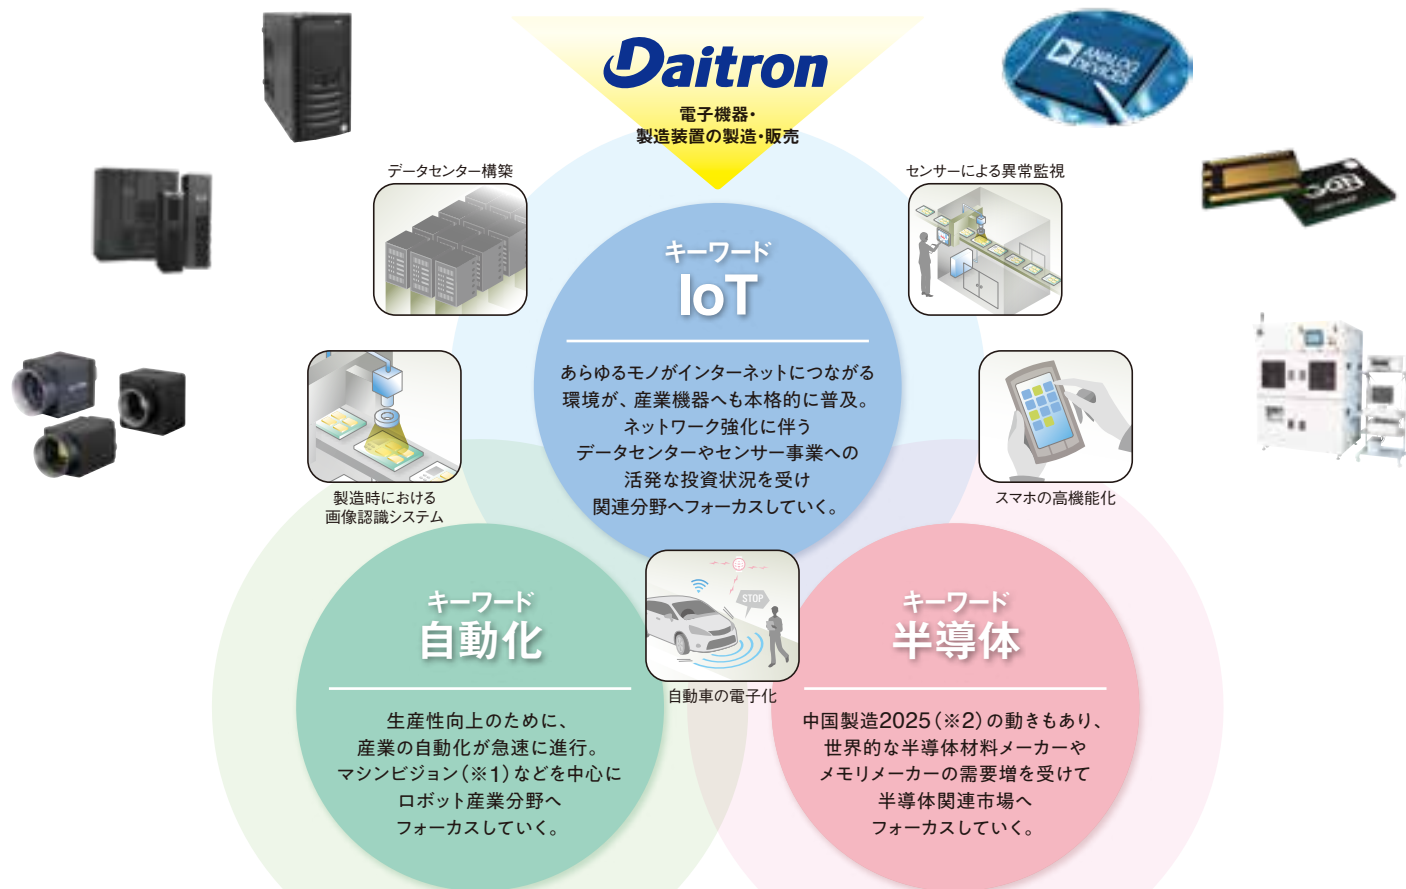 Daitron
電子機器・
製造装置の製造・販売
ANALOG
DEVICES
データセンター構築
センサーによる異常監視
キーワード
IoT
あらゆるモノがインターネットにつながる
環境が、産業機器へも本格的に普及。
ネットワーク強化に伴う
データセンターやセンサー事業への
活発な投資状況を受け
関連分野へフォーカスしていく。
製造時における
画像認識システム
スマホの高機能化
STOP
自動車の電子化
キーワード
自動化
生産性向上のために、
産業の自動化が急速に進行。
マシンビジョン（※1）などを中心に
ロボット産業分野へ
フォーカスしていく。
キーワード
半導体
中国製造2025（※2）の動きもあり、
世界的な半導体材料メーカーや
メモリメーカーの需要増を受けて
半導体関連市場へ
フォーカスしていく。